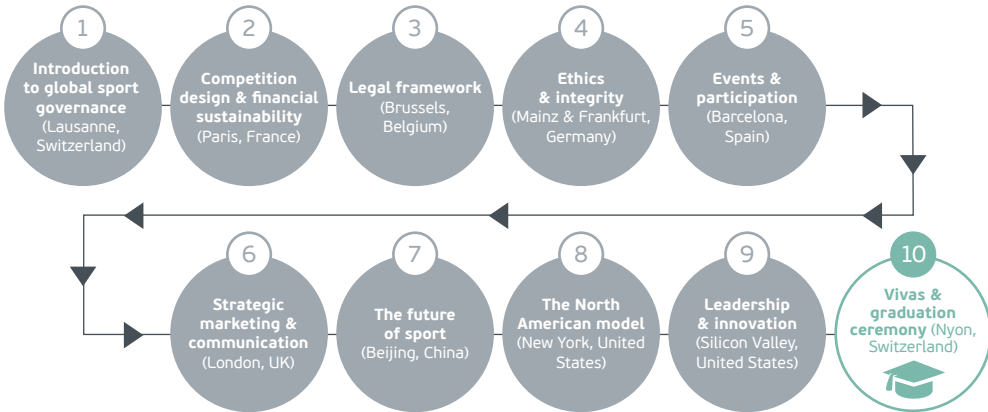 1
Introduction
to global sport
governance
(Lausanne,
Switzerland)
2
Competition
design & financial
sustainability
(Paris, France)
3
Legal framework
(Brussels,
Belgium)
4
Ethics
& integrity
(Mainz & Frankfurt,
Germany)
5
Events &
participation
(Barcelona,
Spain)
6
Strategic
marketing &
communication
(London, UK)
7
The future
of sport
(Beijing, China)
8
The North
American model
(New York, United
States)
9
Leadership
& innovation
(Silicon Valley,
United States)
10
Vivas &
graduation
ceremony (Nyon,
Switzerland)